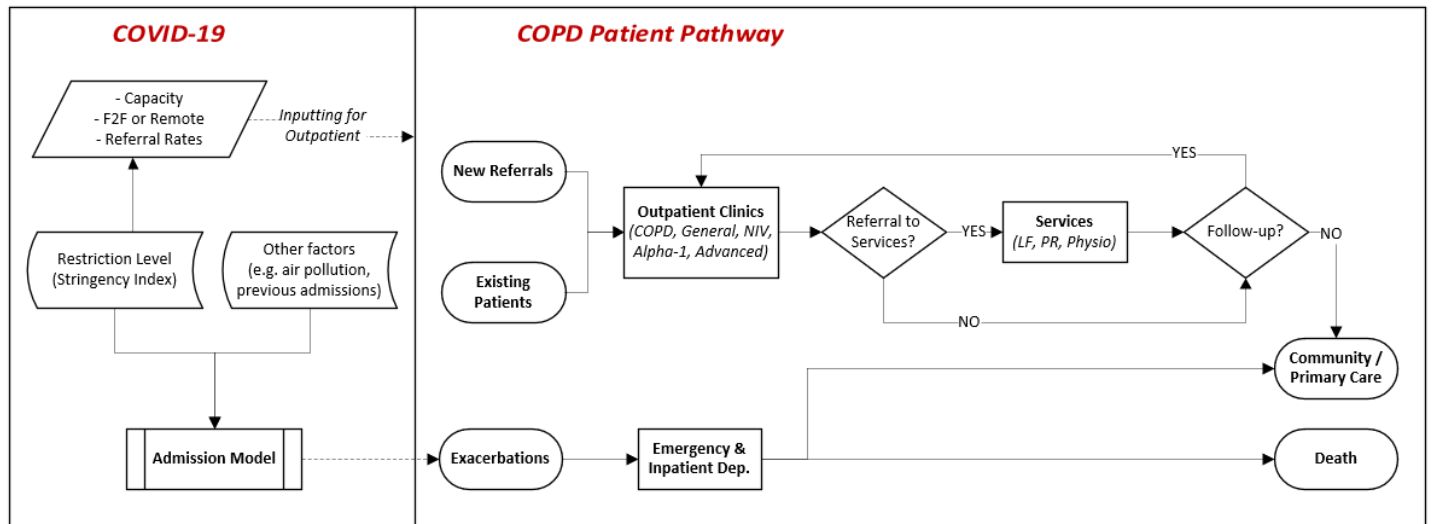 COVID-19
- Capacity
- F2F or Remote
- Referral Rates
Inputting for
Outpatient
Restriction Level
(Stringency Index)
Other factors
(e.g. air pollution,
previous admissions)
Admission Model
COPD Patient Pathway
New Referrals
Existing
Patients
Outpatient Clinics
(COPD, General, NIV,
Alpha-1, Advanced)
Referral to
Services?
YES
Services
(LF, PR, Physio)
Follow-up?
YES
NO
NO
Community /
Primary Care
Exacerbations
Emergency &
Inpatient Dep.
Death